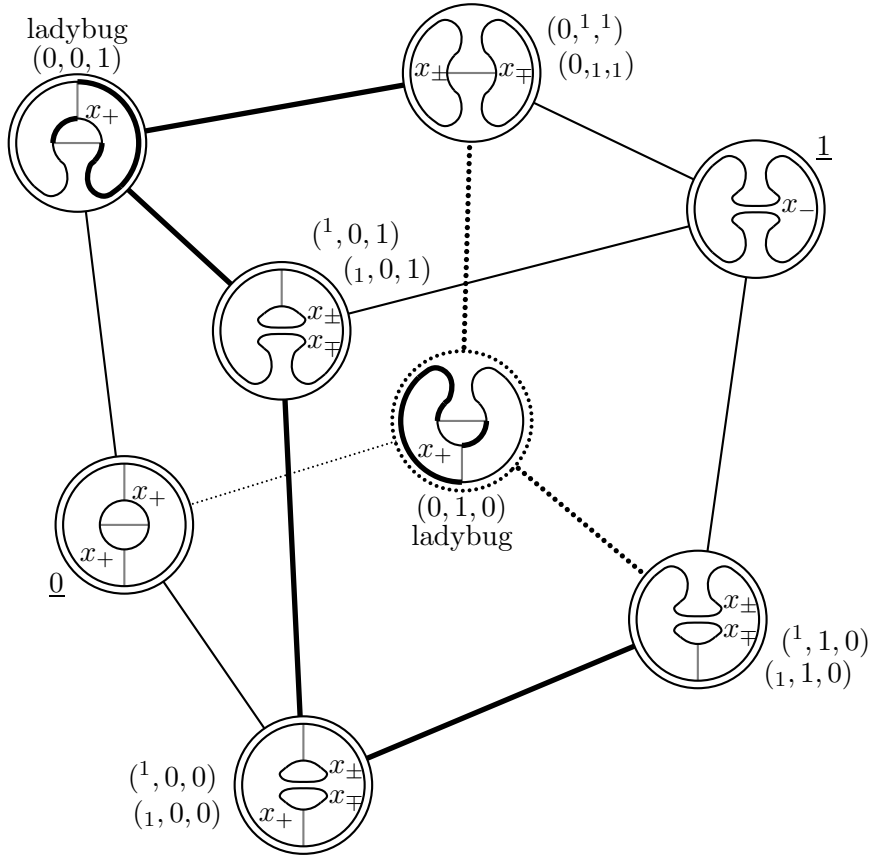 ladybug
(0, 0, 1)
x₊
(0,¹,¹)
(0,₁,₁)
x± x∓
1
x₋
(¹, 0, 1)
(₁, 0, 1)
x±
x∓
x₊
(0, 1, 0)
ladybug
x₊
x₊
0
x±
x∓
(¹, 1, 0)
(₁, 1, 0)
(¹, 0, 0)
(₁, 0, 0)
x±
x∓
x₊